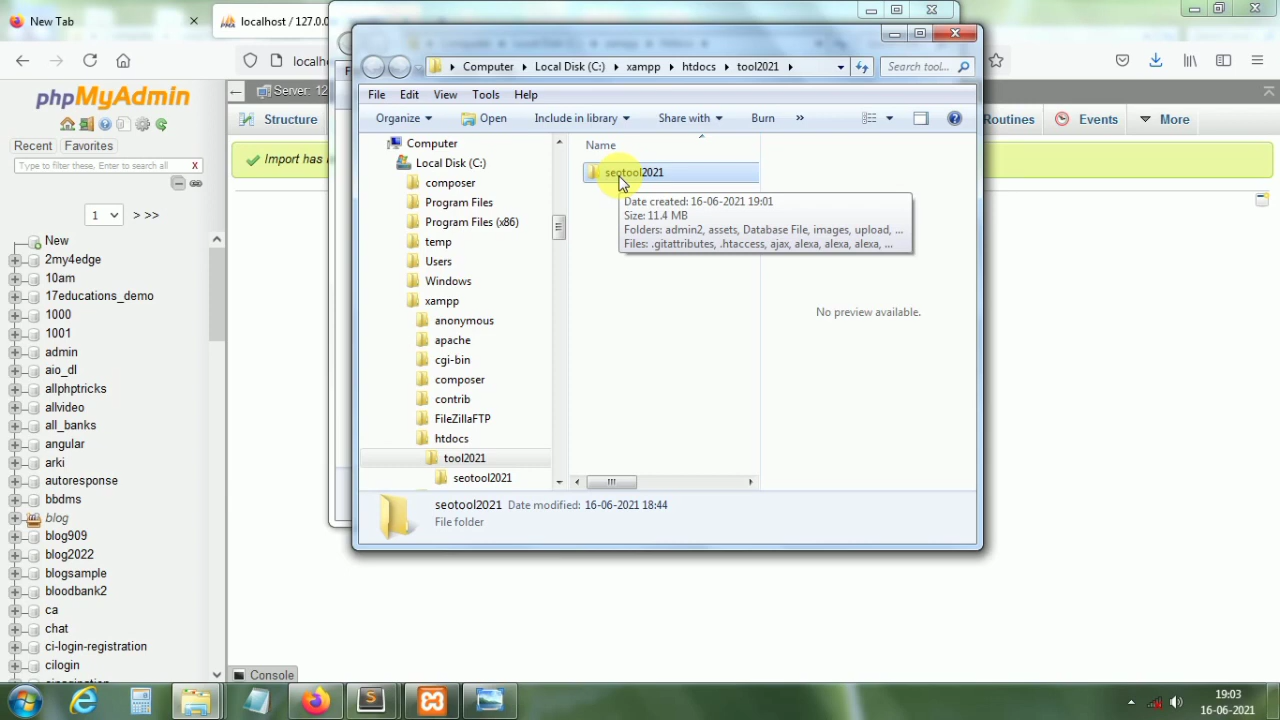 New Tab
localhost / 127.0.0
localh
phpMyAdmin
Recent
Favorites
Type to filter these, Enter to search all
X
1
> >>
New
2my4edge
10am
17educations_demo
1000
1001
admin
aio_dl
allphptricks
allvideo
all_banks
angular
arki
autoresponse
bbdms
blog
blog909
blog2022
blogsample
bloodbank2
ca
chat
ci-login-registration
cilogin
Server: 12
Structure
Routines
Events
More
Import has
Console
Computer
Local Disk (C:)
xampp
htdocs
tool2021
Search tool...
File
Edit
View
Tools
Help
Organize
Open
Include in library
Share with
Burn
»
Computer
Local Disk (C:)
composer
Program Files
Program Files (x86)
temp
Users
Windows
xampp
anonymous
apache
cgi-bin
composer
contrib
FileZillaFTP
htdocs
tool2021
seotool2021
Name
seotool2021
Date created: 16-06-2021 19:01
Size: 11.4 MB
Folders: admin2, assets, Database File, images, upload, ...
Files: .gitattributes, .htaccess, ajax, alexa, alexa, alexa, ...
No preview available.
seotool2021 Date modified: 16-06-2021 18:44
File folder
19:03
16-06-2021